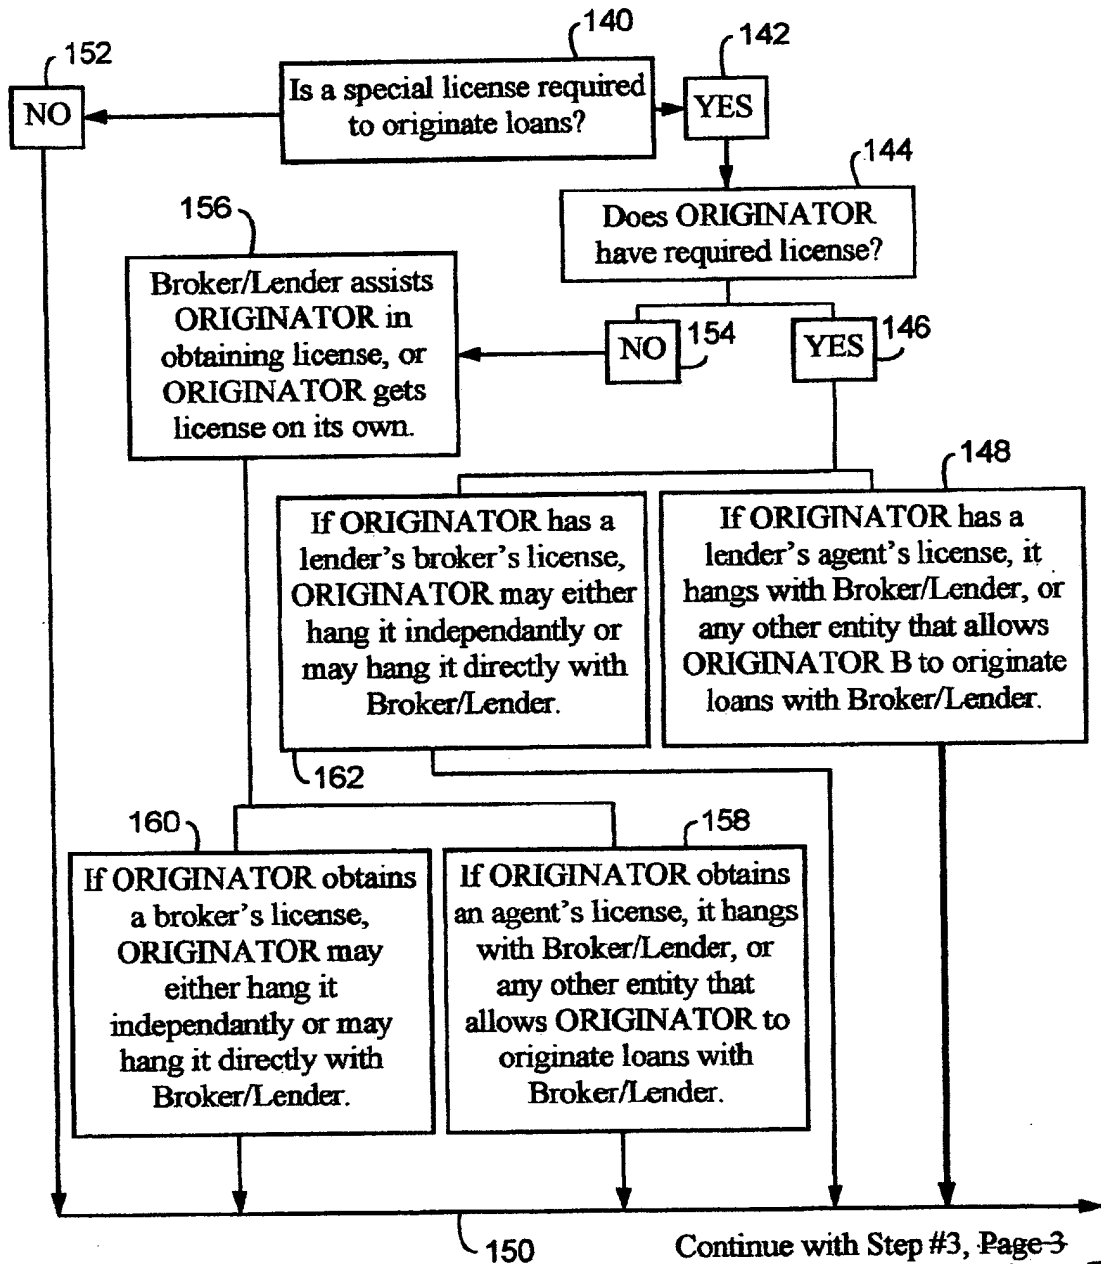 140
142
152
Is a special license required
to originate loans?
NO
YES
144
Does ORIGINATOR
have required license?
156
Broker/Lender assists
ORIGINATOR in
obtaining license, or
ORIGINATOR gets
license on its own.
NO
154
YES
146
148
If ORIGINATOR has a
lender's broker's license,
ORIGINATOR may either
hang it independantly or
may hang it directly with
Broker/Lender.
162
If ORIGINATOR has a
lender's agent's license, it
hangs with Broker/Lender, or
any other entity that allows
ORIGINATOR B to originate
loans with Broker/Lender.
160
If ORIGINATOR obtains
a broker's license,
ORIGINATOR may
either hang it
independantly or may
hang it directly with
Broker/Lender.
158
If ORIGINATOR obtains
an agent's license, it hangs
with Broker/Lender, or
any other entity that
allows ORIGINATOR to
originate loans with
Broker/Lender.
150
Continue with Step #3, Page 3